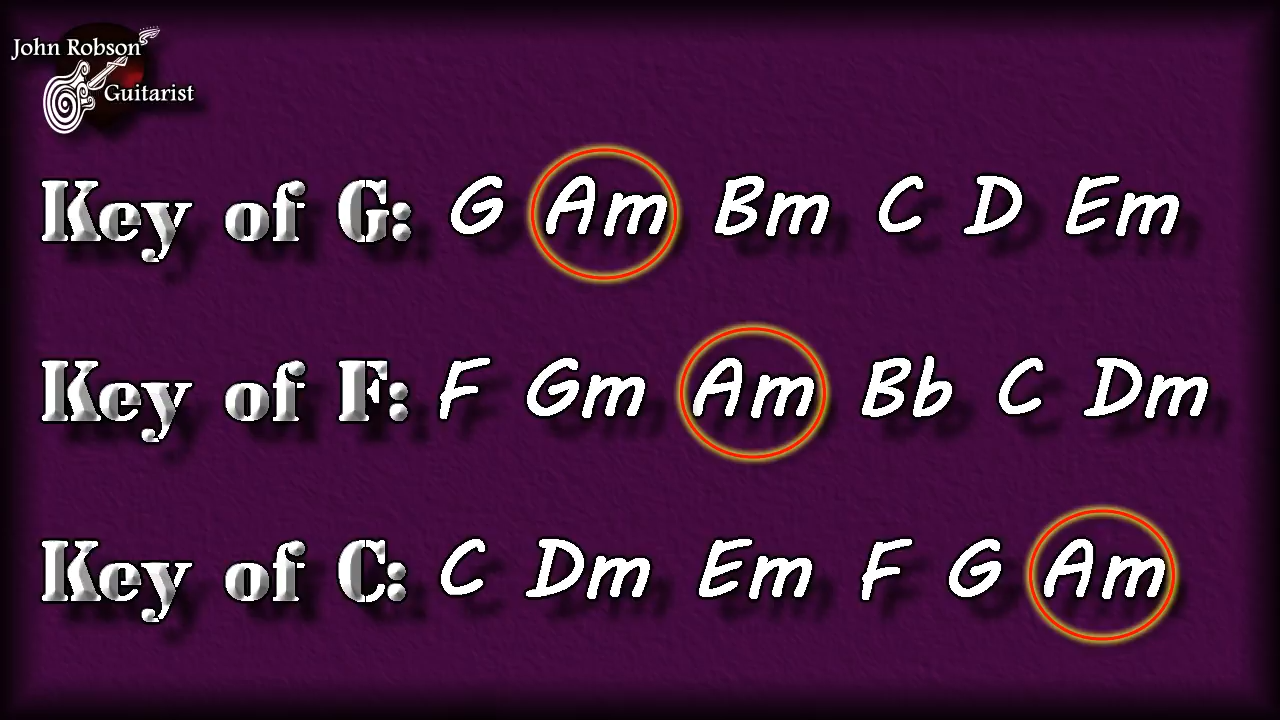 John Robson
Guitarist
Key of G: G Am Bm C D Em
Key of F: F Gm Am Bb C Dm
Key of C: C Dm Em F G Am